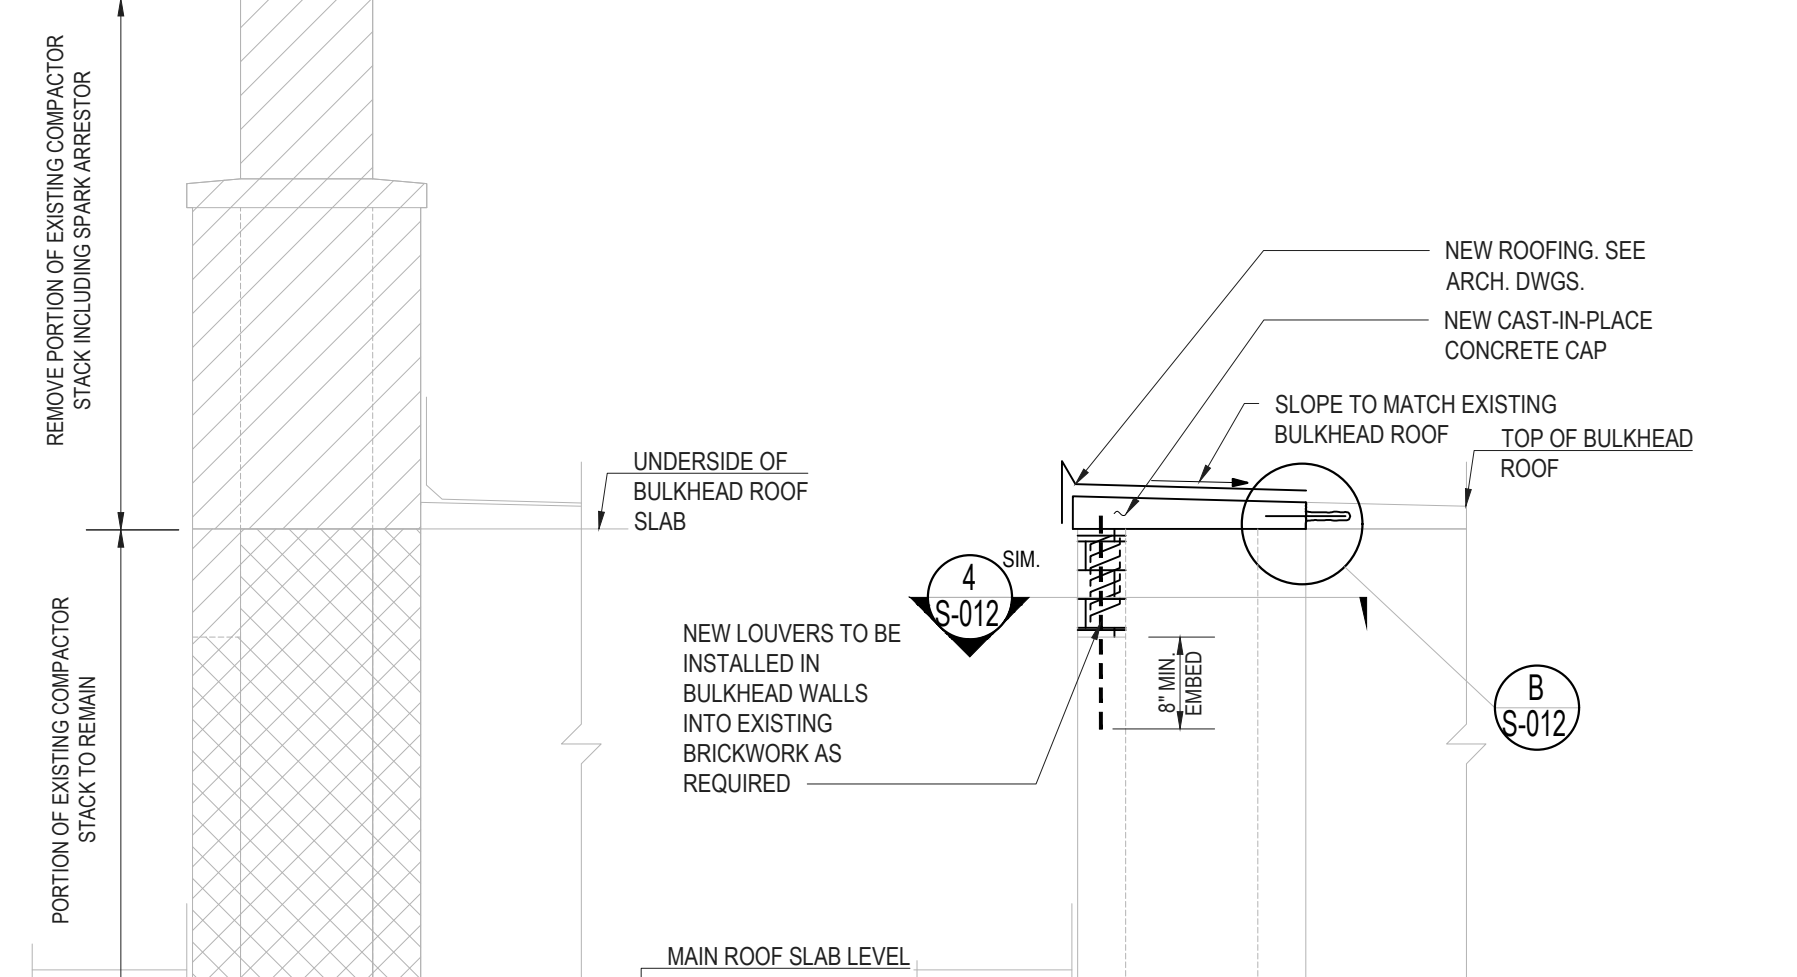 REMOVE PORTION OF EXISTING COMPACTOR
STACK INCLUDING SPARK ARRESTOR
PORTION OF EXISTING COMPACTOR
STACK TO REMAIN
UNDERSIDE OF
BULKHEAD ROOF
SLAB
NEW ROOFING. SEE
ARCH. DWGS.
NEW CAST-IN-PLACE
CONCRETE CAP
SLOPE TO MATCH EXISTING
BULKHEAD ROOF
TOP OF BULKHEAD
ROOF
SIM.
4
S-012
NEW LOUVERS TO BE
INSTALLED IN
BULKHEAD WALLS
INTO EXISTING
BRICKWORK AS
REQUIRED
8" MIN.
EMBED
B
S-012
MAIN ROOF SLAB LEVEL